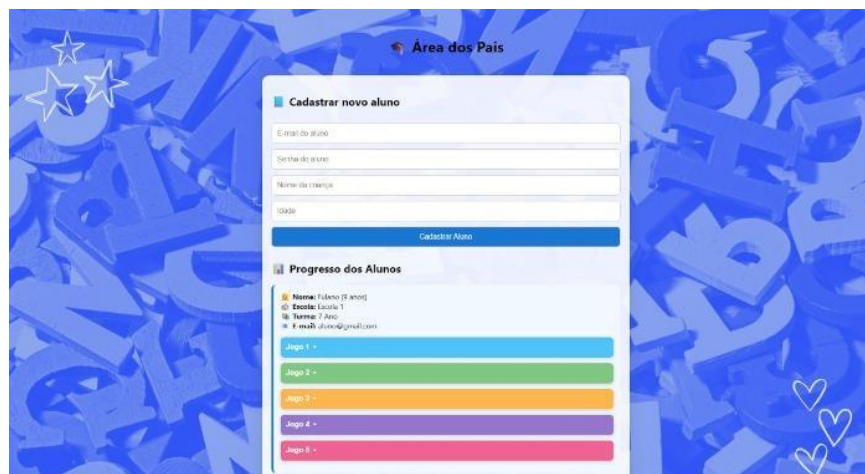 Área dos Pais
Cadastrar novo aluno
E-mail do aluno
Senha do aluno
Nome da criança
Idade
Cadastrar Aluno
Progresso dos Alunos
Nome: Fulano (9 anos)
Escola: Escola 1
Turma: 7 Ano
E-mail: aluno@gmail.com
Jogo 1
Jogo 2
Jogo 3
Jogo 4
Jogo 5